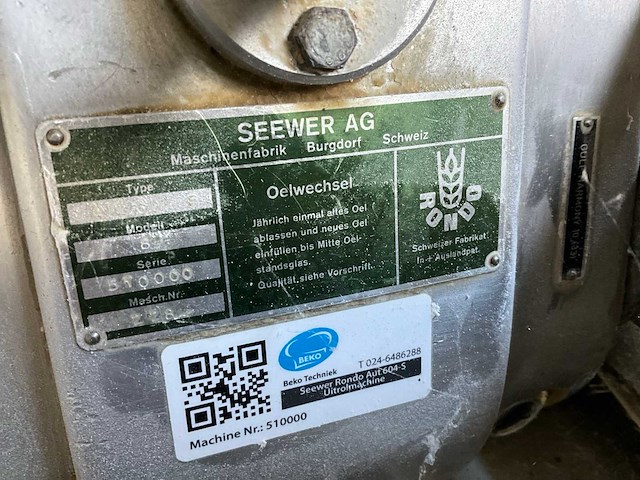 SEEWER AG
Maschinenfabrik Burgdorf Schweiz
Type
Modell
Serie
510000
Masch.Nr.
Oelwechsel
Jährlich einmal altes Oel
ablassen und neues Oel
einfüllen bis Mitte Oel-
standsglas.
Qualität siehe Vorschrift.
RONDO
Schweizer Fabrikat
In-+ Auslandpat.
BEKO
Beko Techniek
T 024-6486288
Seewer Rondo Aut 604-S
Uitrolmachine
Machine Nr.: 510000